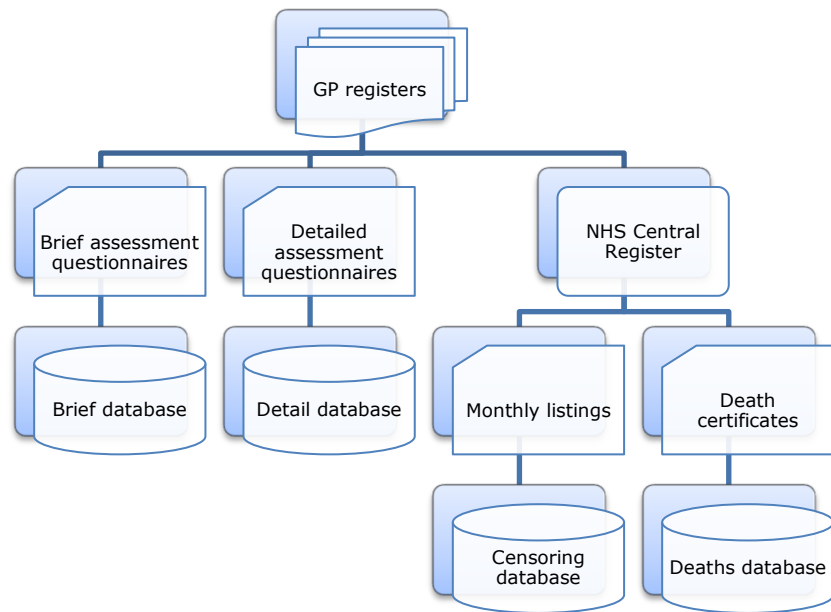 GP registers
Brief assessment
questionnaires
Detailed
assessment
questionnaires
NHS Central
Register
Brief database
Detail database
Monthly listings
Death
certificates
Censoring
database
Deaths database